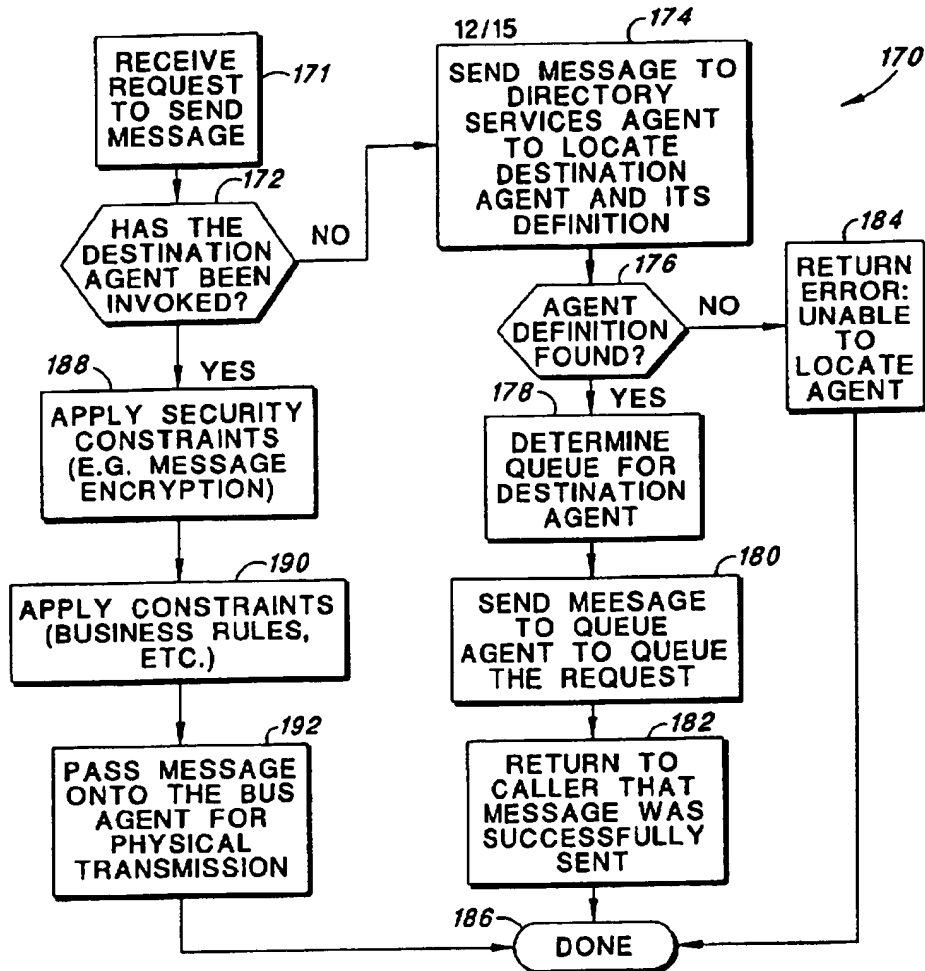 RECEIVE
REQUEST
TO SEND
MESSAGE
171
172
HAS THE
DESTINATION
AGENT BEEN
INVOKED?
NO
YES
188
APPLY SECURITY
CONSTRAINTS
(E.G. MESSAGE
ENCRYPTION)
190
APPLY CONSTRAINTS
(BUSINESS RULES,
ETC.)
192
PASS MESSAGE
ONTO THE BUS
AGENT FOR
PHYSICAL
TRANSMISSION
12/15
174
SEND MESSAGE TO
DIRECTORY
SERVICES AGENT
TO LOCATE
DESTINATION
AGENT AND ITS
DEFINITION
170
176
AGENT
DEFINITION
FOUND?
NO
YES
184
RETURN
ERROR:
UNABLE
TO
LOCATE
AGENT
178
DETERMINE
QUEUE FOR
DESTINATION
AGENT
180
SEND MEESAGE
TO QUEUE
AGENT TO QUEUE
THE REQUEST
182
RETURN TO
CALLER THAT
MESSAGE WAS
SUCCESSFULLY
SENT
186
DONE